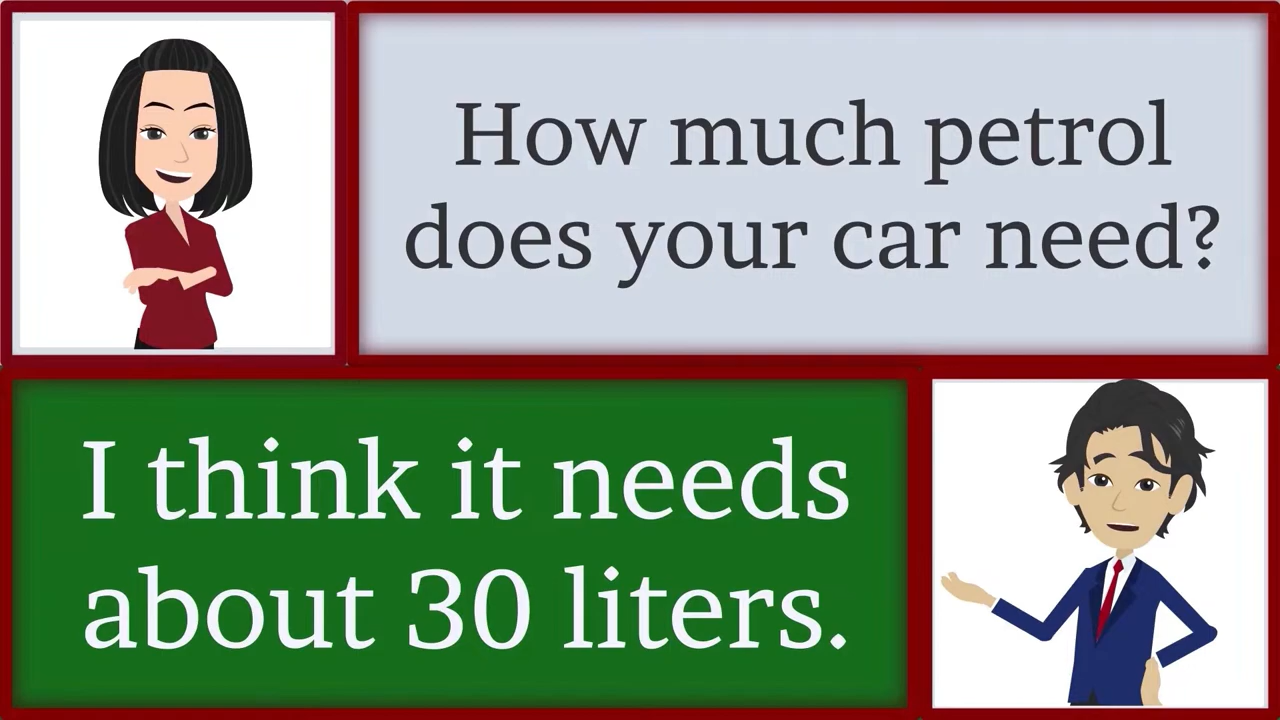 How much petrol
does your car need?
I think it needs
about 30 liters.